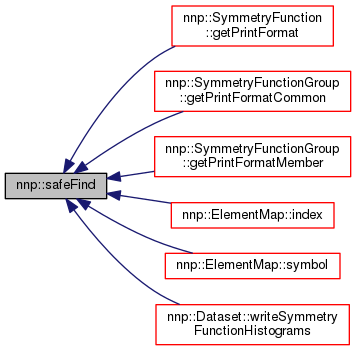 nnp::SymmetryFunction
::getPrintFormat
nnp::SymmetryFunctionGroup
::getPrintFormatCommon
nnp::SymmetryFunctionGroup
::getPrintFormatMember
nnp::safeFind
nnp::ElementMap::index
nnp::ElementMap::symbol
nnp::Dataset::writeSymmetry
FunctionHistograms